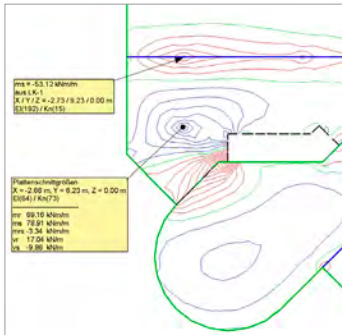 ms = -53.12 kNm/m
aus LK-1
X / Y / Z = -2.73 / 9.23 / 0.00 m
El(192) / Kn(15)
Plattenschnittgrößen
X = -2.66 m, Y = 6.23 m, Z = 0.00 m
El(64) / Kn(73)
mr 69.16 kNm/m
ms 78.91 kNm/m
mrs -3.34 kNm/m
vr 17.04 kN/m
vs -9.86 kN/m